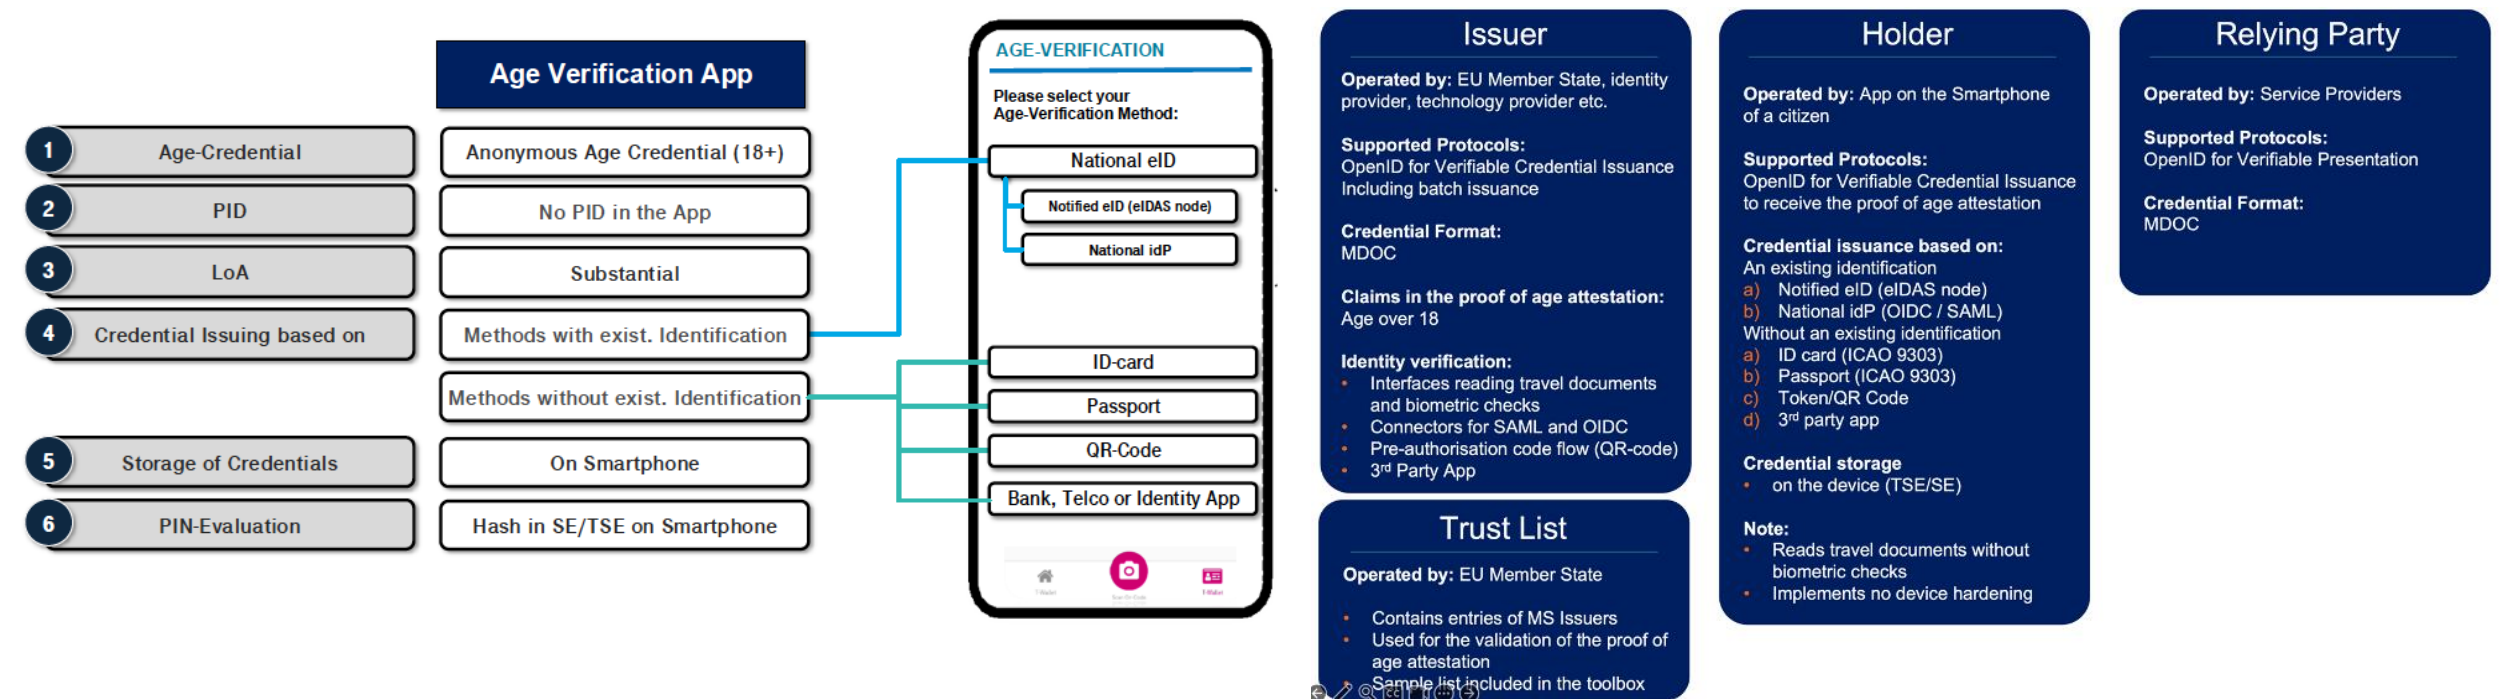 Age Verification App
1
Age-Credential
Anonymous Age Credential (18+)
2
PID
No PID in the App
3
LoA
Substantial
4
Credential Issuing based on
Methods with exist. Identification
Methods without exist. Identification
5
Storage of Credentials
On Smartphone
6
PIN-Evaluation
Hash in SE/TSE on Smartphone
AGE-VERIFICATION
Please select your
Age-Verification Method:
National eID
Notified eID (eIDAS node)
National idP
ID-card
Passport
QR-Code
Bank, Telco or Identity App
Issuer
Operated by: EU Member State, identity
provider, technology provider etc.
Supported Protocols:
OpenID for Verifiable Credential Issuance
Including batch issuance
Credential Format:
MDOC
Claims in the proof of age attestation:
Age over 18
Identity verification:
• Interfaces reading travel documents
and biometric checks
• Connectors for SAML and OIDC
• Pre-authorisation code flow (QR-code)
• 3rd Party App
Trust List
Operated by: EU Member State
• Contains entries of MS Issuers
• Used for the validation of the proof of
age attestation
• Sample list included in the toolbox
Holder
Operated by: App on the Smartphone
of a citizen
Supported Protocols:
OpenID for Verifiable Credential Issuance
to receive the proof of age attestation
Credential issuance based on:
An existing identification
a) Notified eID (eIDAS node)
b) National idP (OIDC / SAML)
Without an existing identification
a) ID card (ICAO 9303)
b) Passport (ICAO 9303)
c) Token/QR Code
d) 3rd party app
Credential storage
• on the device (TSE/SE)
Note:
• Reads travel documents without
biometric checks
• Implements no device hardening
Relying Party
Operated by: Service Providers
Supported Protocols:
OpenID for Verifiable Presentation
Credential Format:
MDOC